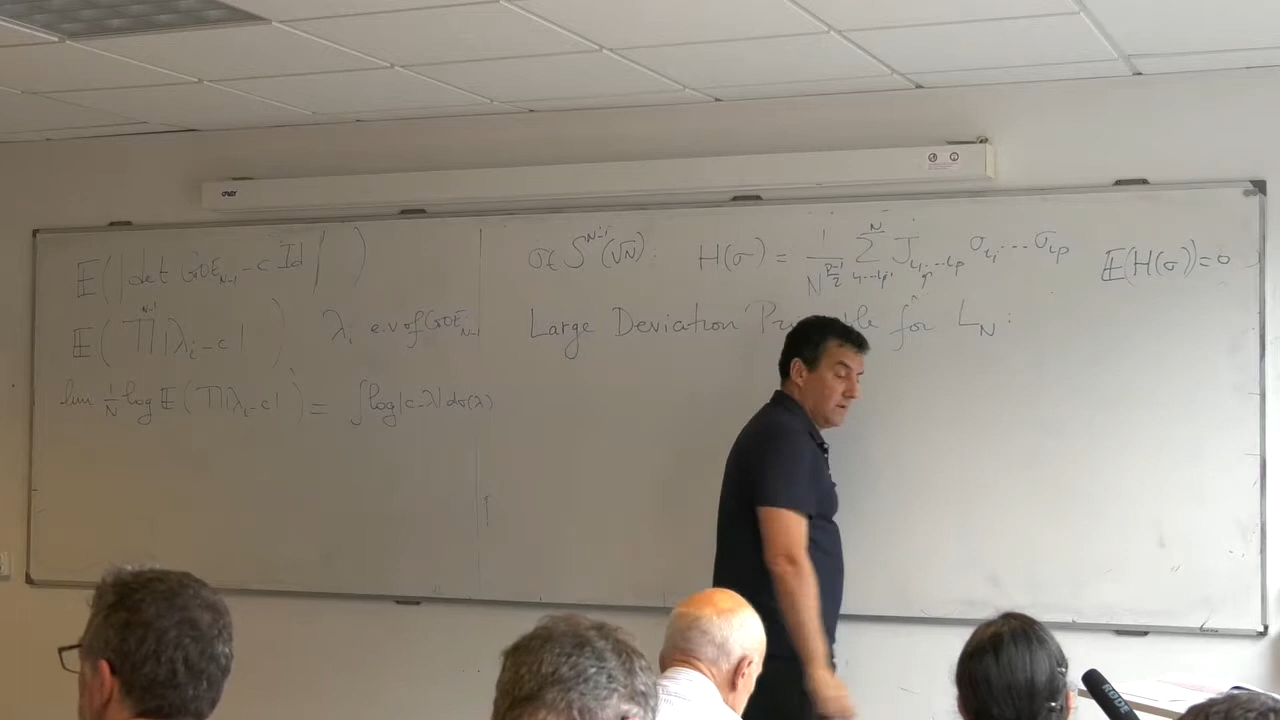 E( | det GOE_{N-1} - c Id | )
E( ∏^{N-1} |λ_i - c| ) λ_i e.v of GOE_{N-1}
lim 1/N log E( ∏ |λ_i - c| ) = ∫ log |c - λ| dσ(λ)
σ ∈ S^{N-1}(√N) : H(σ) = 1/N^{(p-1)/2} ∑^N_{i_1...i_p} J_{i_1...i_p} σ_{i_1} ... σ_{i_p} E(H(σ)) = 0
Large Deviation for L_N :
RØDE